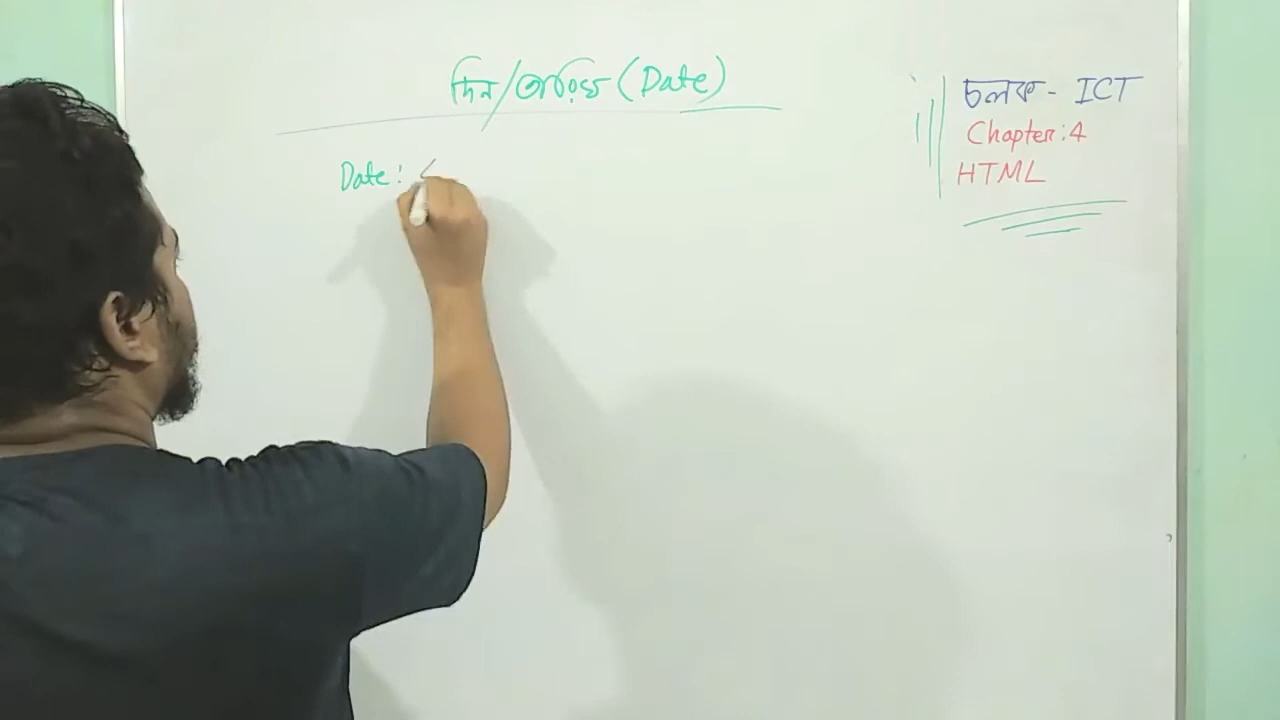 দিন/তারিখ (Date)
Date: <
চলক - ICT
Chapter: 4
HTML